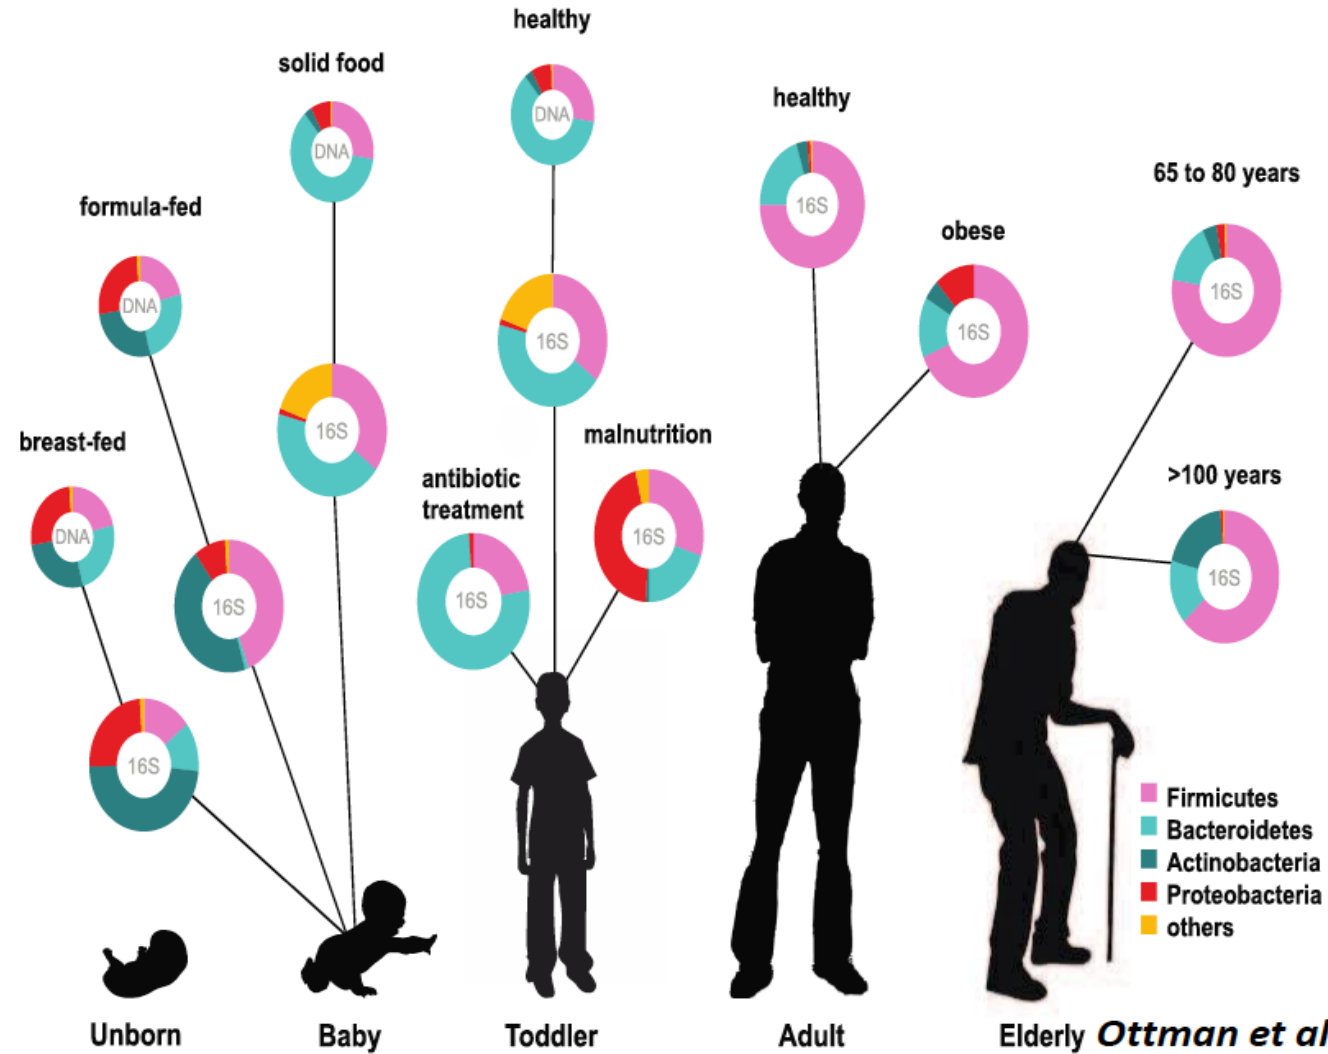 healthy
solid food
DNA
DNA
healthy
formula-fed
16S
65 to 80 years
DNA
obese
16S
16S
16S
breast-fed
16S
malnutrition
antibiotic
treatment
>100 years
DNA
16S
16S
16S
16S
16S
Firmicutes
Bacteroidetes
Actinobacteria
Proteobacteria
others
Unborn
Baby
Toddler
Adult
Elderly
Ottman et al